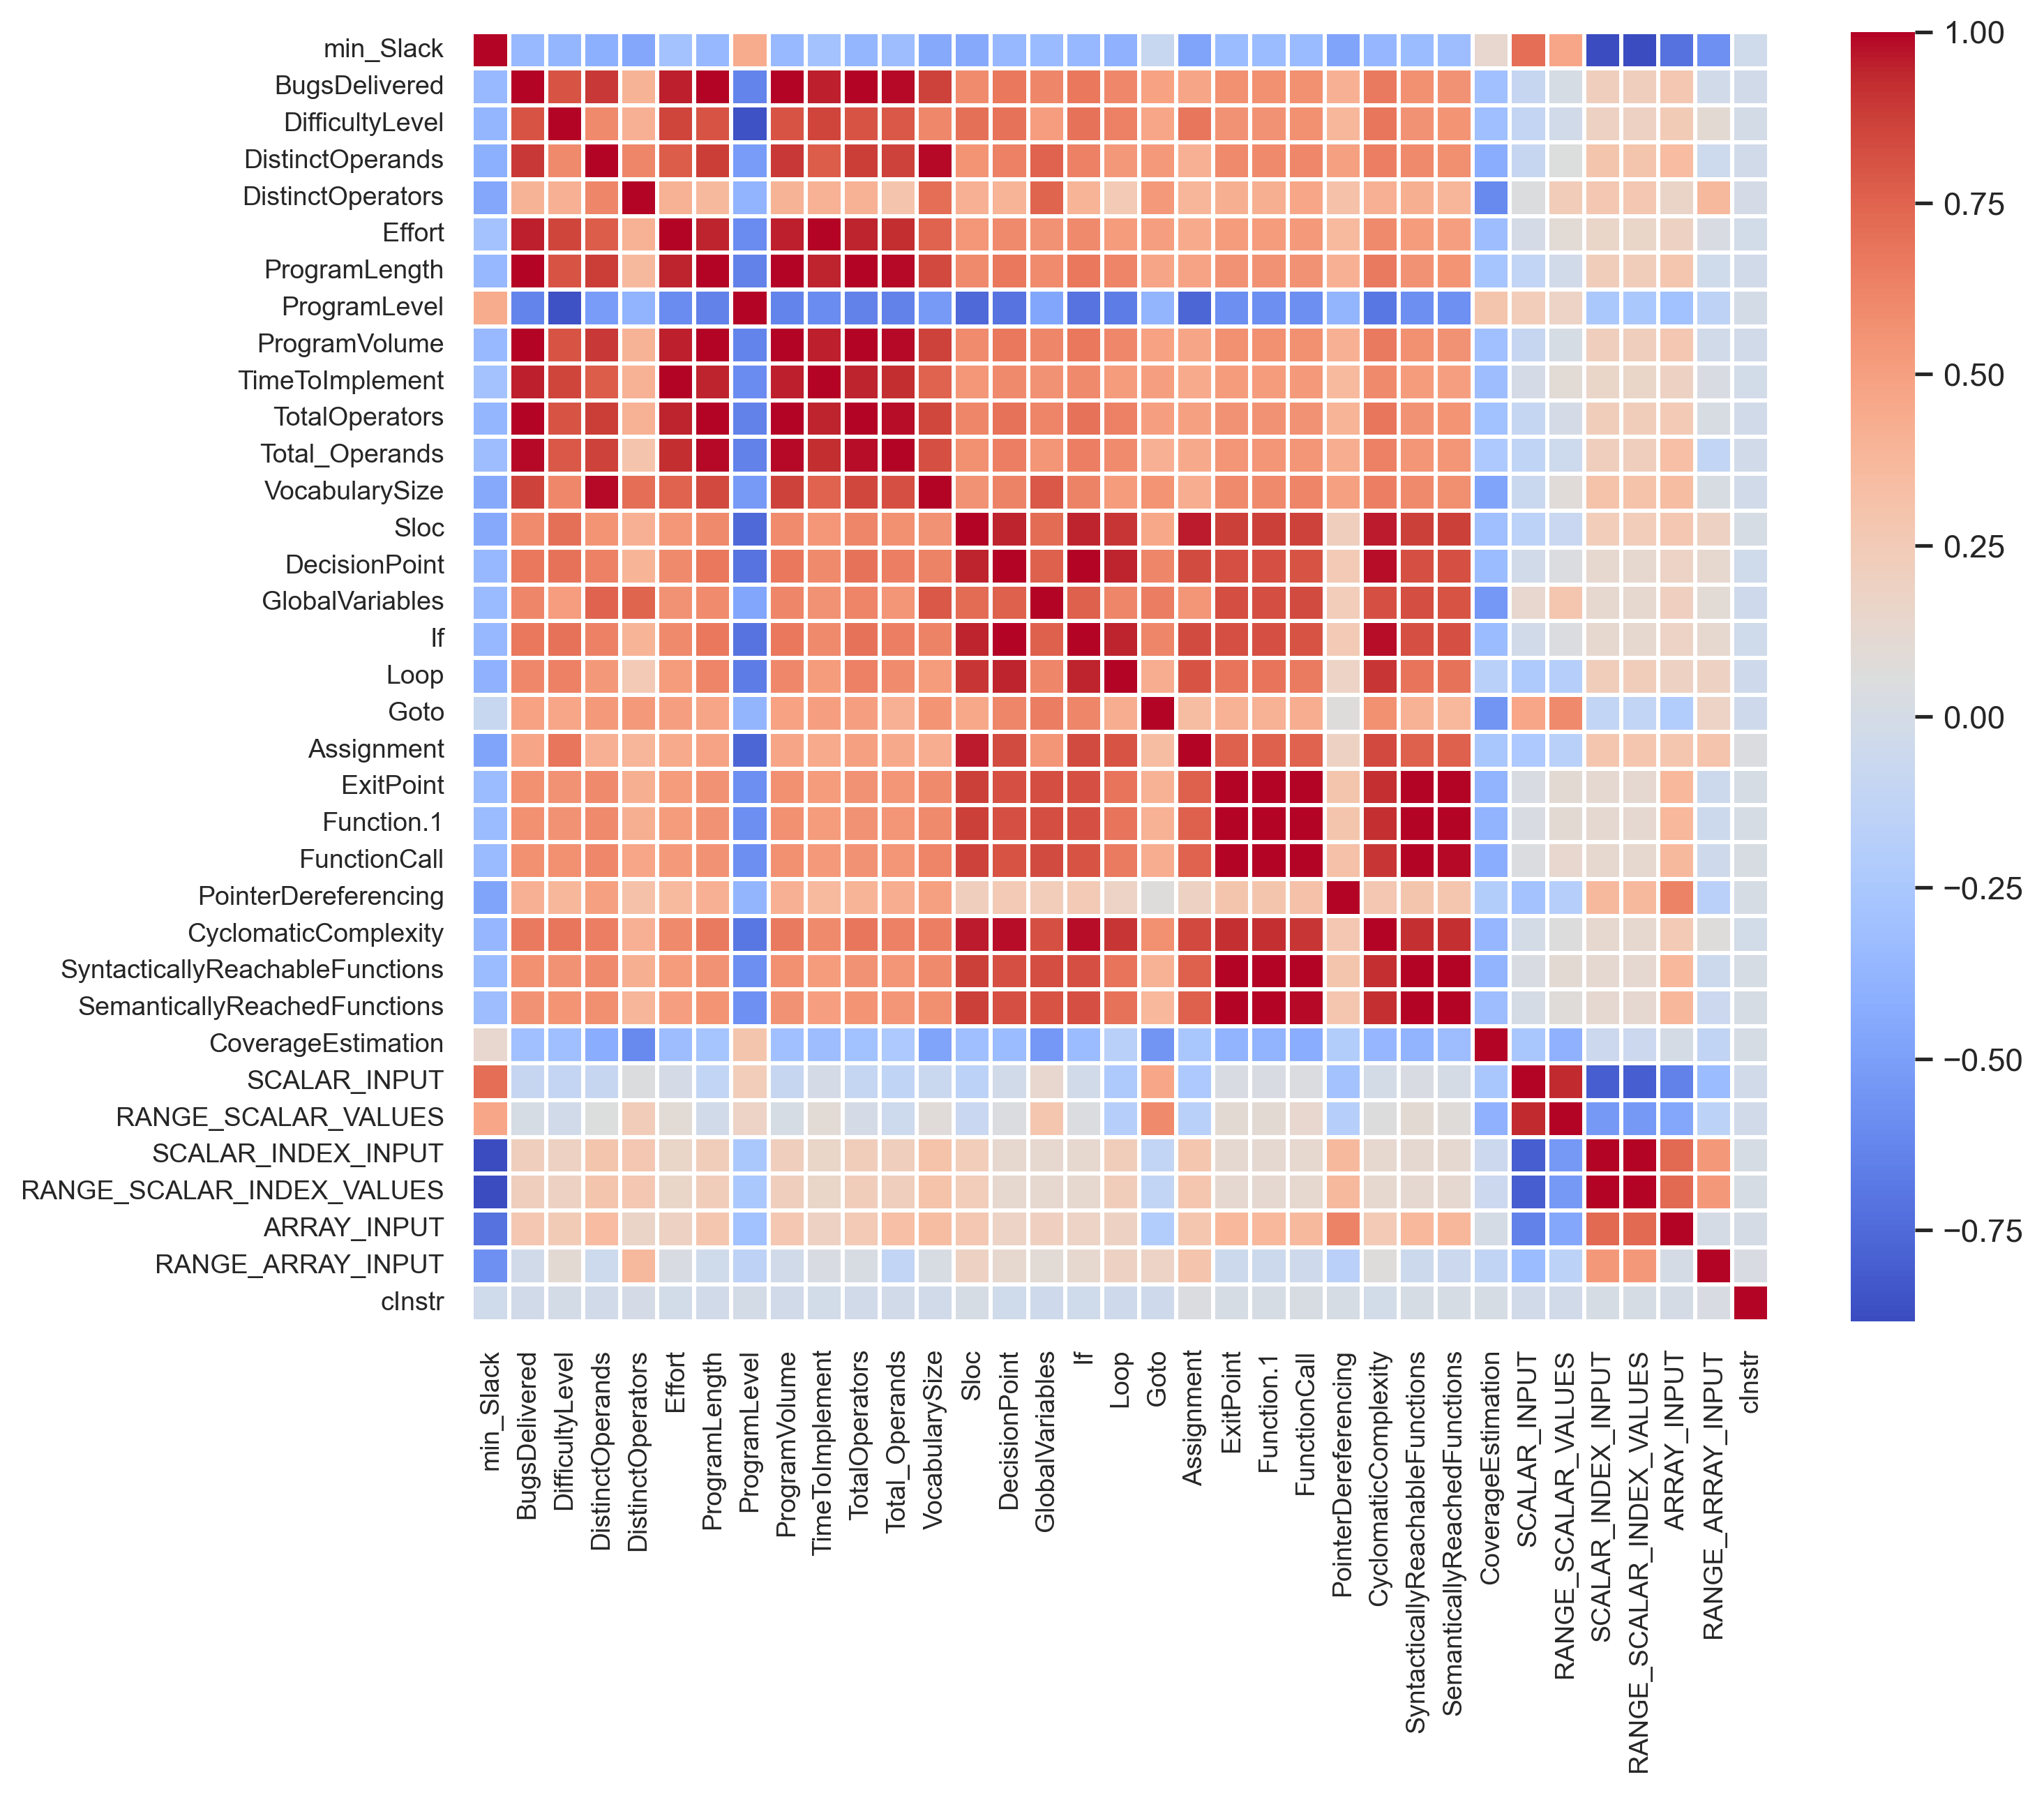 min_Slack
BugsDelivered
DifficultyLevel
DistinctOperands
DistinctOperators
Effort
ProgramLength
ProgramLevel
ProgramVolume
TimeToImplement
TotalOperators
Total_Operands
VocabularySize
Sloc
DecisionPoint
GlobalVariables
If
Loop
Goto
Assignment
ExitPoint
Function.1
FunctionCall
PointerDereferencing
CyclomaticComplexity
SyntacticallyReachableFunctions
SemanticallyReachedFunctions
CoverageEstimation
SCALAR_INPUT
RANGE_SCALAR_VALUES
SCALAR_INDEX_INPUT
RANGE_SCALAR_INDEX_VALUES
ARRAY_INPUT
RANGE_ARRAY_INPUT
cInstr
min_Slack
BugsDelivered
DifficultyLevel
DistinctOperands
DistinctOperators
Effort
ProgramLength
ProgramLevel
ProgramVolume
TimeToImplement
TotalOperators
Total_Operands
VocabularySize
Sloc
DecisionPoint
GlobalVariables
If
Loop
Goto
Assignment
ExitPoint
Function.1
FunctionCall
PointerDereferencing
CyclomaticComplexity
SyntacticallyReachableFunctions
SemanticallyReachedFunctions
CoverageEstimation
SCALAR_INPUT
RANGE_SCALAR_VALUES
SCALAR_INDEX_INPUT
RANGE_SCALAR_INDEX_VALUES
ARRAY_INPUT
RANGE_ARRAY_INPUT
cInstr
1.00
0.75
0.50
0.25
0.00
−0.25
−0.50
−0.75